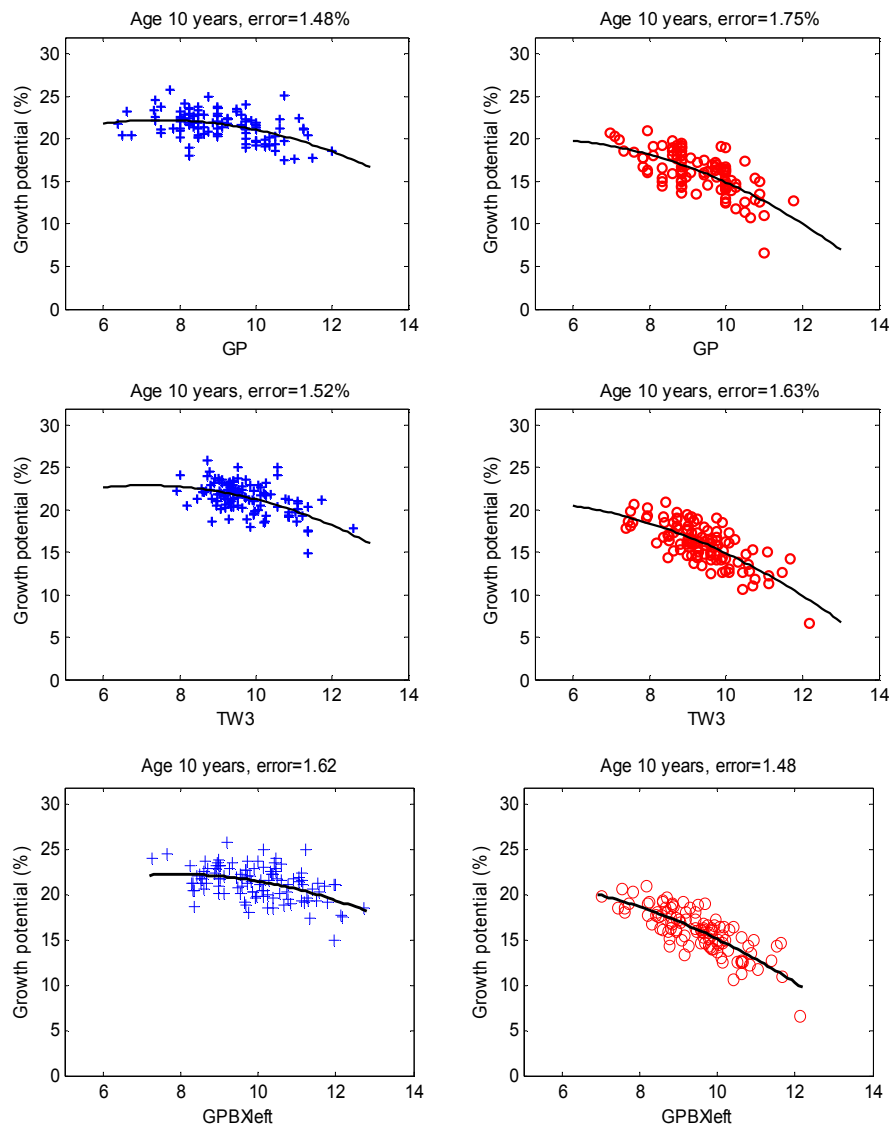 Age 10 years, error=1.48%
Growth potential (%)
30
25
20
15
10
5
0
6 8 10 12 14
GP
Age 10 years, error=1.75%
Growth potential (%)
30
25
20
15
10
5
0
6 8 10 12 14
GP
Age 10 years, error=1.52%
Growth potential (%)
30
25
20
15
10
5
0
6 8 10 12 14
TW3
Age 10 years, error=1.63%
Growth potential (%)
30
25
20
15
10
5
0
6 8 10 12 14
TW3
Age 10 years, error=1.62
Growth potential (%)
30
25
20
15
10
5
0
6 8 10 12 14
GPBXleft
Age 10 years, error=1.48
Growth potential (%)
30
25
20
15
10
5
0
6 8 10 12 14
GPBXleft